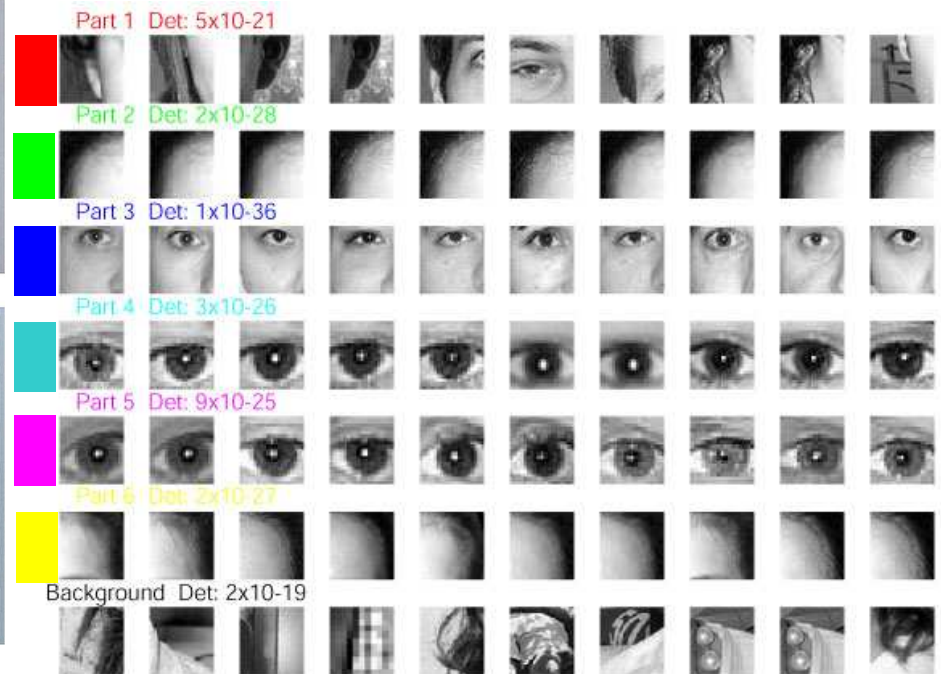 Part 1 Det: 5x10-21
Part 2 Det: 2x10-28
Part 3 Det: 1x10-36
Part 4 Det: 3x10-26
Part 5 Det: 9x10-25
Part 6 Det: 2x10-27
Background Det: 2x10-19